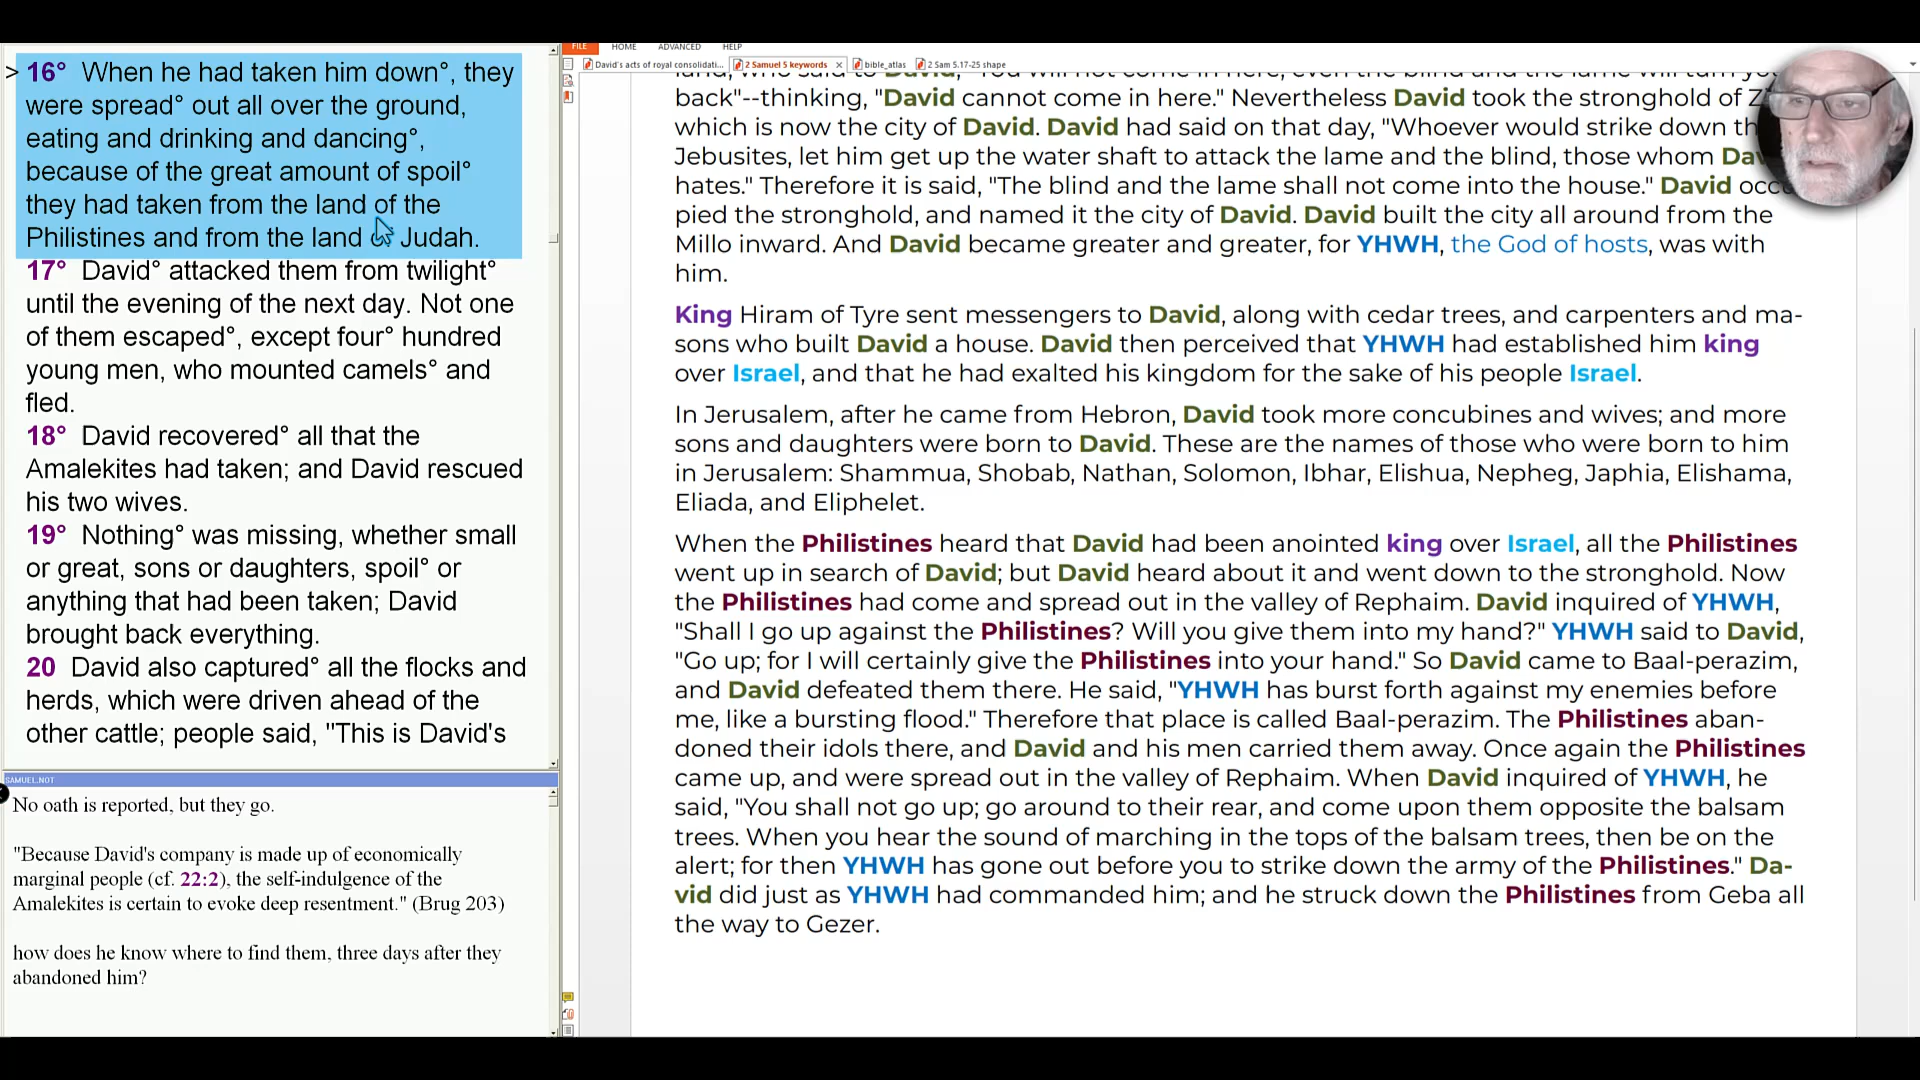 > 16° When he had taken him down°, they
were spread° out all over the ground,
eating and drinking and dancing°,
because of the great amount of spoil°
they had taken from the land of the
Philistines and from the land of Judah.
17° David° attacked them from twilight°
until the evening of the next day. Not one
of them escaped°, except four° hundred
young men, who mounted camels° and
fled.
18° David recovered° all that the
Amalekites had taken; and David rescued
his two wives.
19° Nothing° was missing, whether small
or great, sons or daughters, spoil° or
anything that had been taken; David
brought back everything.
20 David also captured° all the flocks and
herds, which were driven ahead of the
other cattle; people said, "This is David's
SAMUEL.NOT
No oath is reported, but they go.
"Because David's company is made up of economically
marginal people (cf. 22:2), the self-indulgence of the
Amalekites is certain to evoke deep resentment." (Brug 203)
how does he know where to find them, three days after they
abandoned him?
FILE HOME ADVANCED HELP
David's acts of royal consolidati... 2 Samuel 5 keywords × bible_atlas 2 Sam 5.17-25 shape
land, who said to David, "You will not come in here, even the blind and the lame will turn you
back"--thinking, "David cannot come in here." Nevertheless David took the stronghold of
which is now the city of David. David had said on that day, "Whoever would strike down
Jebusites, let him get up the water shaft to attack the lame and the blind, those whom
hates." Therefore it is said, "The blind and the lame shall not come into the house." David
pied the stronghold, and named it the city of David. David built the city all around from the
Millo inward. And David became greater and greater, for YHWH, the God of hosts, was with
him.
King Hiram of Tyre sent messengers to David, along with cedar trees, and carpenters and ma-
sons who built David a house. David then perceived that YHWH had established him king
over Israel, and that he had exalted his kingdom for the sake of his people Israel.
In Jerusalem, after he came from Hebron, David took more concubines and wives; and more
sons and daughters were born to David. These are the names of those who were born to him
in Jerusalem: Shammua, Shobab, Nathan, Solomon, Ibhar, Elishua, Nepheg, Japhia, Elishama,
Eliada, and Eliphelet.
When the Philistines heard that David had been anointed king over Israel, all the Philistines
went up in search of David; but David heard about it and went down to the stronghold. Now
the Philistines had come and spread out in the valley of Rephaim. David inquired of YHWH,
"Shall I go up against the Philistines? Will you give them into my hand?" YHWH said to David,
"Go up; for I will certainly give the Philistines into your hand." So David came to Baal-perazim,
and David defeated them there. He said, "YHWH has burst forth against my enemies before
me, like a bursting flood." Therefore that place is called Baal-perazim. The Philistines aban-
doned their idols there, and David and his men carried them away. Once again the Philistines
came up, and were spread out in the valley of Rephaim. When David inquired of YHWH, he
said, "You shall not go up; go around to their rear, and come upon them opposite the balsam
trees. When you hear the sound of marching in the tops of the balsam trees, then be on the
alert; for then YHWH has gone out before you to strike down the army of the Philistines." Da-
vid did just as YHWH had commanded him; and he struck down the Philistines from Geba all
the way to Gezer.